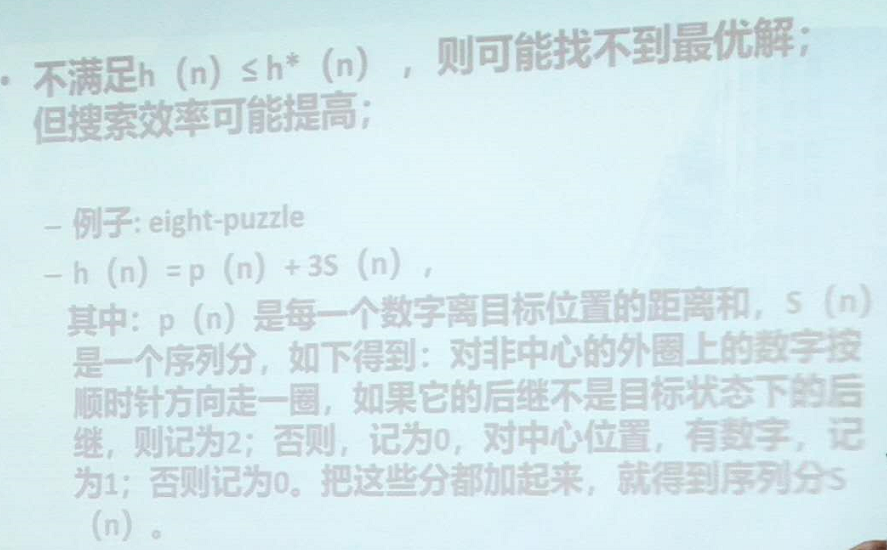 • 不满足h（n）≤h*（n），则可能找不到最优解；
但搜索效率可能提高；
– 例子: eight-puzzle
– h（n）=p（n）+3S（n），
其中：p（n）是每一个数字离目标位置的距离和，S（n）
是一个序列分，如下得到：对非中心的外圈上的数字按
顺时针方向走一圈，如果它的后继不是目标状态下的后
继，则记为2；否则，记为0，对中心位置，有数字，记
为1；否则记为0。把这些分都加起来，就得到序列分S
（n）。